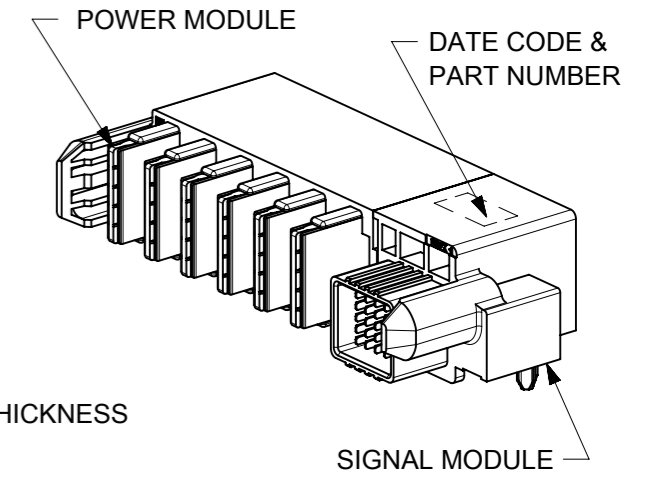 POWER MODULE
DATE CODE &
PART NUMBER
HICKNESS
SIGNAL MODULE